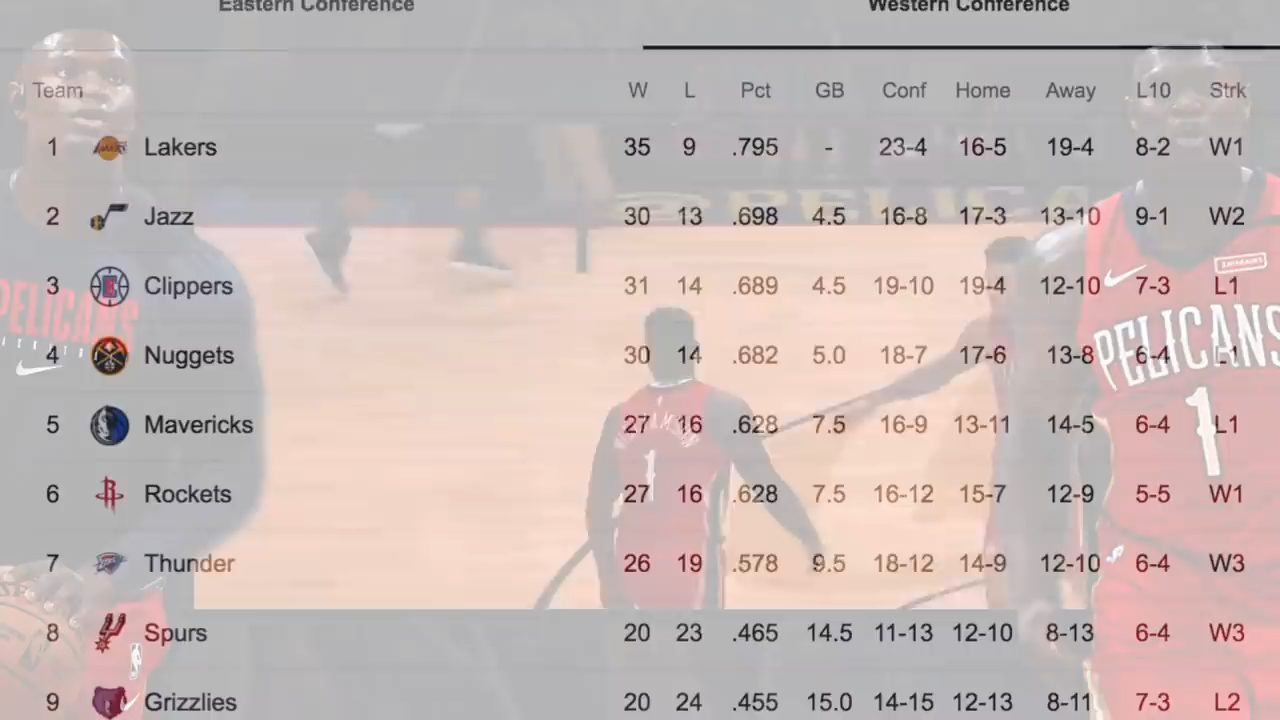 Eastern Conference Western Conference
Team W L Pct GB Conf Home Away L10 Strk
1 Lakers 35 9 .795 - 23-4 16-5 19-4 8-2 W1
2 Jazz 30 13 .698 4.5 16-8 17-3 13-10 9-1 W2
3 Clippers 31 14 .689 4.5 19-10 19-4 12-10 7-3 L1
4 Nuggets 30 14 .682 5.0 18-7 17-6 13-8 6-4 L1
5 Mavericks 27 16 .628 7.5 16-9 13-11 14-5 6-4 L1
6 Rockets 27 16 .628 7.5 16-12 15-7 12-9 5-5 W1
7 Thunder 26 19 .578 9.5 18-12 14-9 12-10 6-4 W3
8 Spurs 20 23 .465 14.5 11-13 12-10 8-13 6-4 W3
9 Grizzlies 20 24 .455 15.0 14-15 12-13 8-11 7-3 L2
PELICANS
PELICANS
1
1